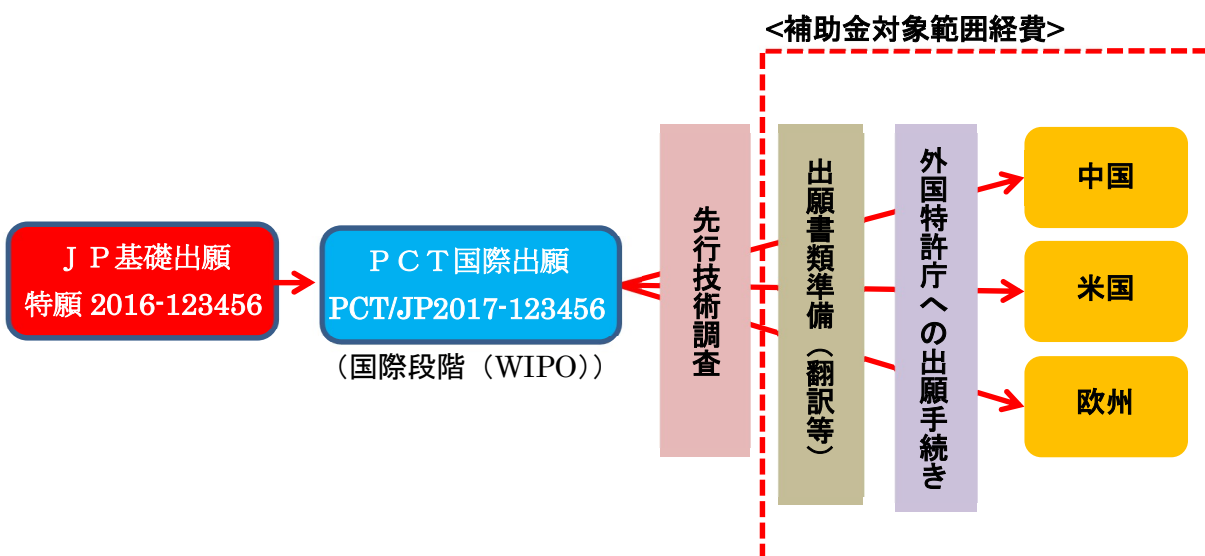 <補助金対象範囲経費>
ＪＰ基礎出願
特願 2016-123456
ＰＣＴ国際出願
PCT/JP2017-123456
（国際段階（WIPO））
先行技術調査
出願書類準備（翻訳等）
外国特許庁への出願手続き
中国
米国
欧州